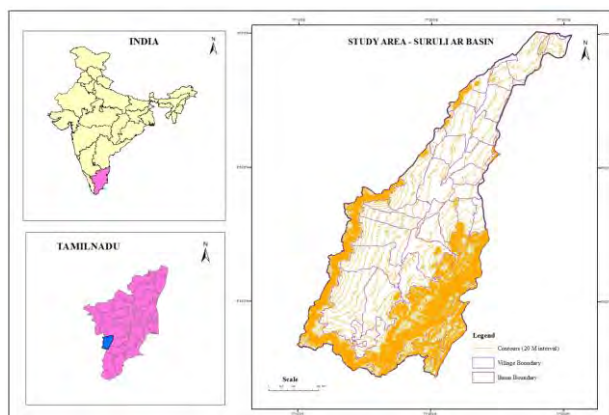 INDIA
N
TAMILNADU
N
STUDY AREA - SURULI AR BASIN
N
Legend
Contours (20 M interval)
Village Boundary
Basin Boundary
Scale